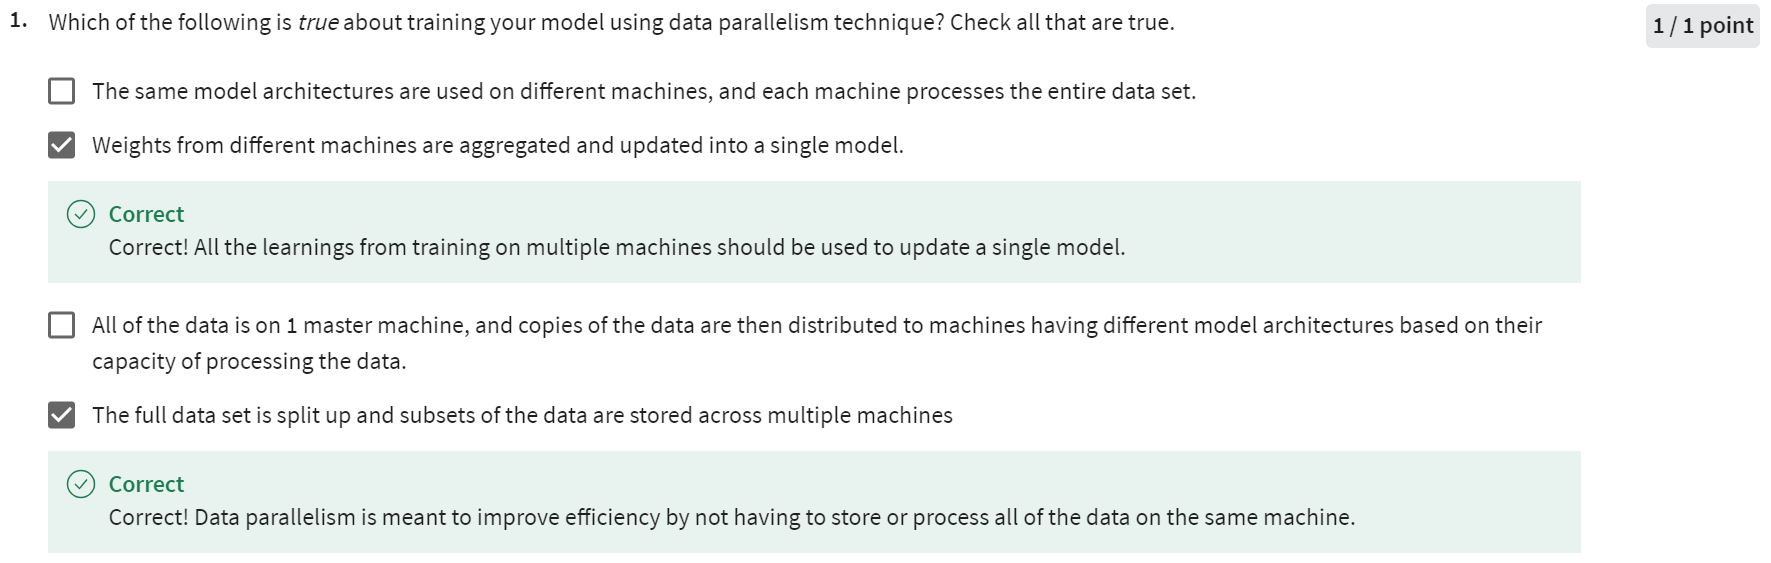 1. Which of the following is true about training your model using data parallelism technique? Check all that are true.
1 / 1 point
The same model architectures are used on different machines, and each machine processes the entire data set.
Weights from different machines are aggregated and updated into a single model.
Correct
Correct! All the learnings from training on multiple machines should be used to update a single model.
All of the data is on 1 master machine, and copies of the data are then distributed to machines having different model architectures based on their
capacity of processing the data.
The full data set is split up and subsets of the data are stored across multiple machines
Correct
Correct! Data parallelism is meant to improve efficiency by not having to store or process all of the data on the same machine.